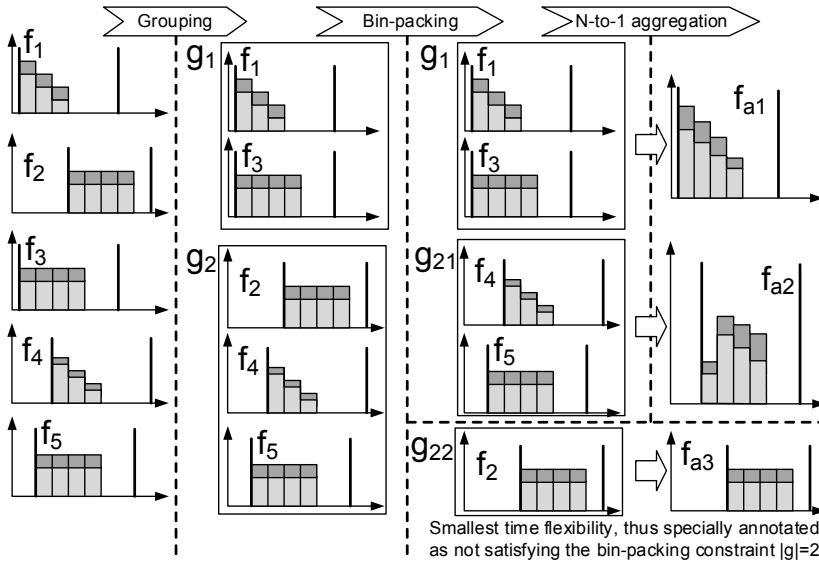 Grouping
Bin-packing
N-to-1 aggregation
f1
f2
f3
f4
f5
g1
f1
f3
g2
f2
f4
f5
g1
f1
f3
g21
f4
f5
g22
f2
fa1
fa2
fa3
Smallest time flexibility, thus specially annotated
as not satisfying the bin-packing constraint |g|=2